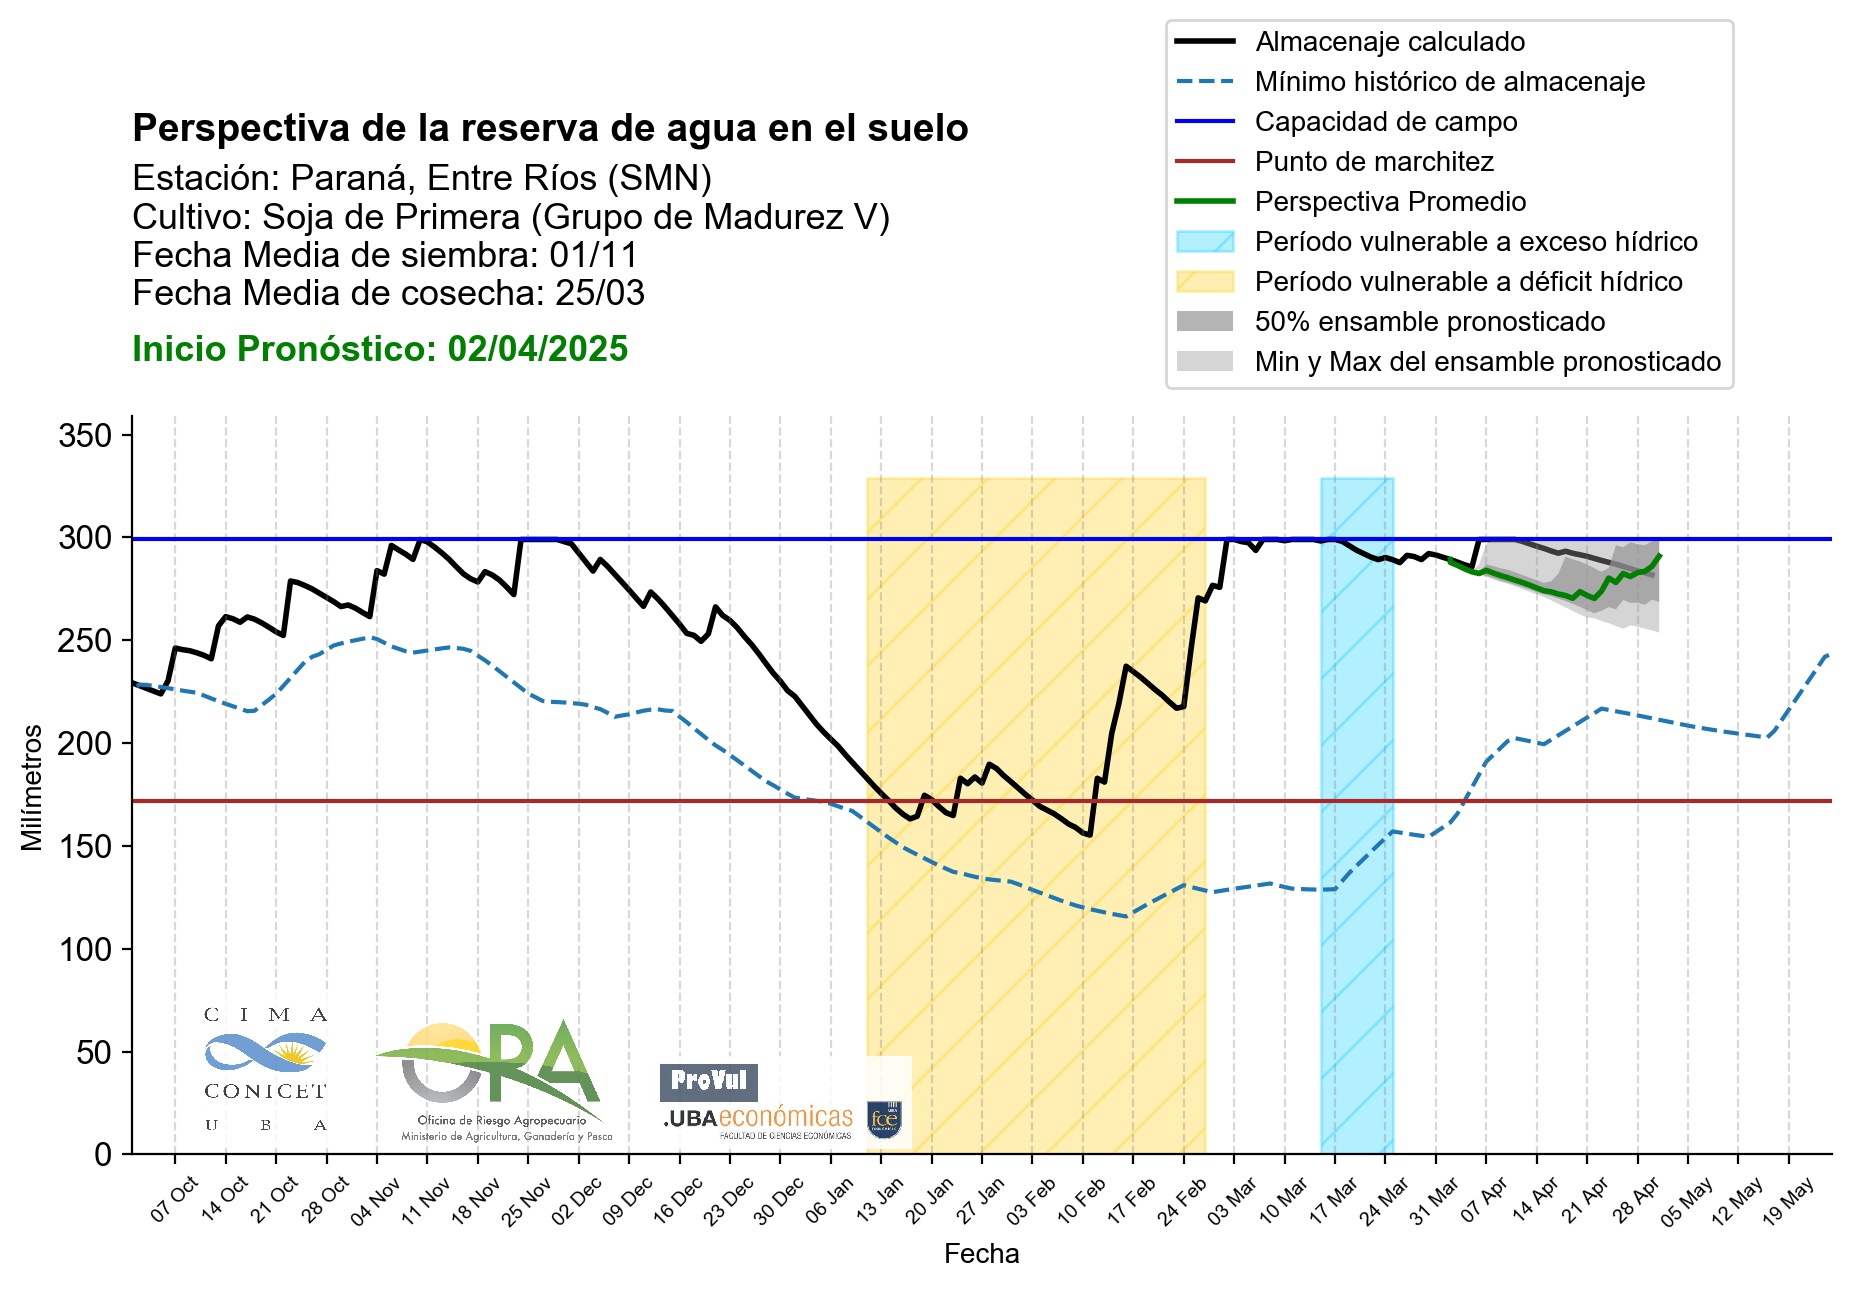 Almacenaje calculado
Mínimo histórico de almacenaje
Capacidad de campo
Punto de marchitez
Perspectiva Promedio
Período vulnerable a exceso hídrico
Período vulnerable a déficit hídrico
50% ensamble pronosticado
Min y Max del ensamble pronosticado
Perspectiva de la reserva de agua en el suelo
Estación: Paraná, Entre Ríos (SMN)
Cultivo: Soja de Primera (Grupo de Madurez V)
Fecha Media de siembra: 01/11
Fecha Media de cosecha: 25/03
Inicio Pronóstico: 02/04/2025
350
300
250
200
150
100
50
0
Milímetros
CIMA
CONICET
UBA
ORA
Oficina de Riesgo Agropecuario
Ministerio de Agricultura, Ganadería y Pesca
ProVul
.UBAeconómicas
FACULTAD DE CIENCIAS ECONÓMICAS
UBA
fce
ECONÓMICAS
07 Oct
14 Oct
21 Oct
28 Oct
04 Nov
11 Nov
18 Nov
25 Nov
02 Dec
09 Dec
16 Dec
23 Dec
30 Dec
06 Jan
13 Jan
20 Jan
27 Jan
03 Feb
10 Feb
17 Feb
24 Feb
03 Mar
10 Mar
17 Mar
24 Mar
31 Mar
07 Apr
14 Apr
21 Apr
28 Apr
05 May
12 May
19 May
Fecha